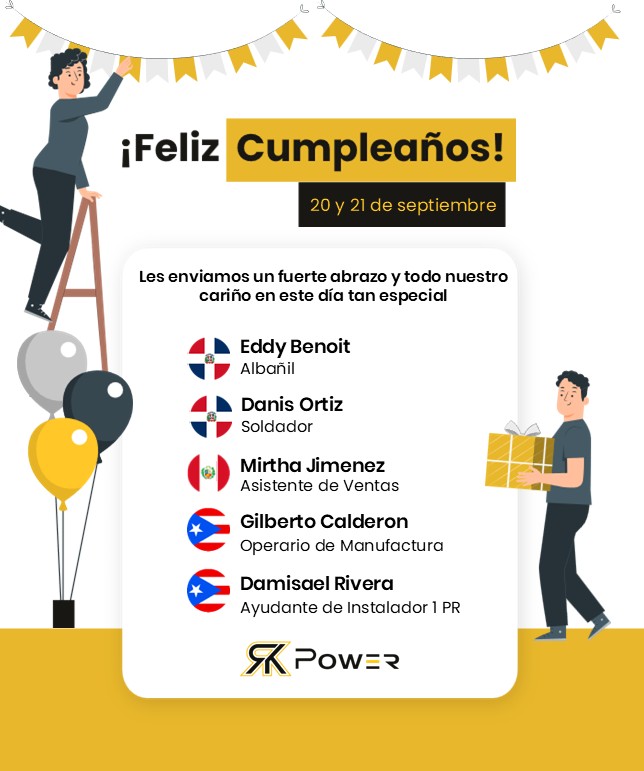 ¡Feliz Cumpleaños!
20 y 21 de septiembre
Les enviamos un fuerte abrazo y todo nuestro
cariño en este día tan especial
Eddy Benoit
Albañil
Danis Ortiz
Soldador
Mirtha Jimenez
Asistente de Ventas
Gilberto Calderon
Operario de Manufactura
Damisael Rivera
Ayudante de Instalador 1 PR
RK Power